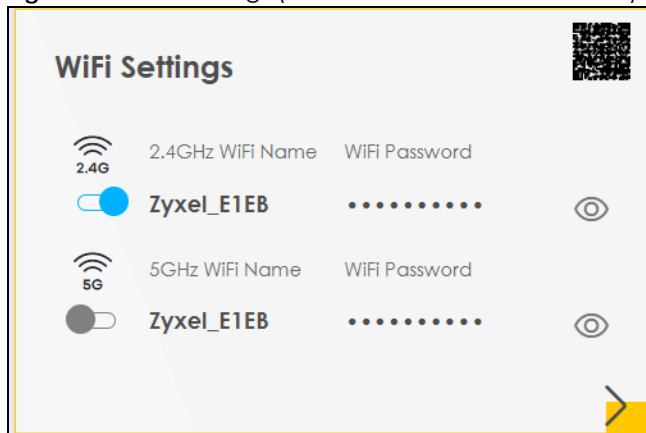 WiFi Settings
2.4G
2.4GHz WiFi Name WiFi Password
Zyxel_E1EB ••••••••••
5G
5GHz WiFi Name WiFi Password
Zyxel_E1EB ••••••••••